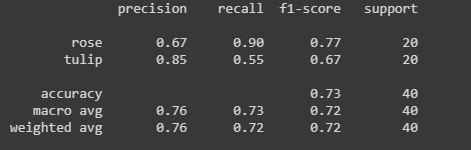 precision recall f1-score support
rose 0.67 0.90 0.77 20
tulip 0.85 0.55 0.67 20
accuracy 0.73 40
macro avg 0.76 0.73 0.72 40
weighted avg 0.76 0.72 0.72 40